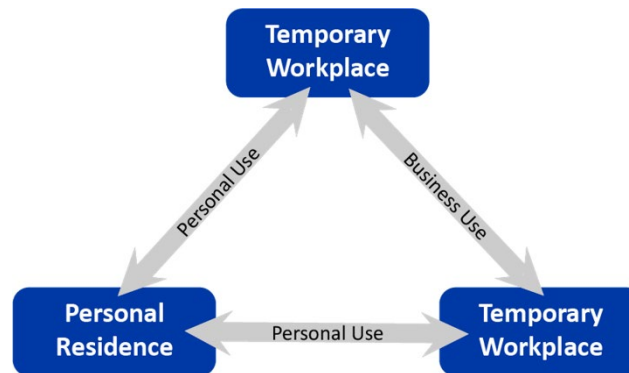 Temporary
Workplace
Personal Use
Business Use
Personal
Residence
Personal Use
Temporary
Workplace